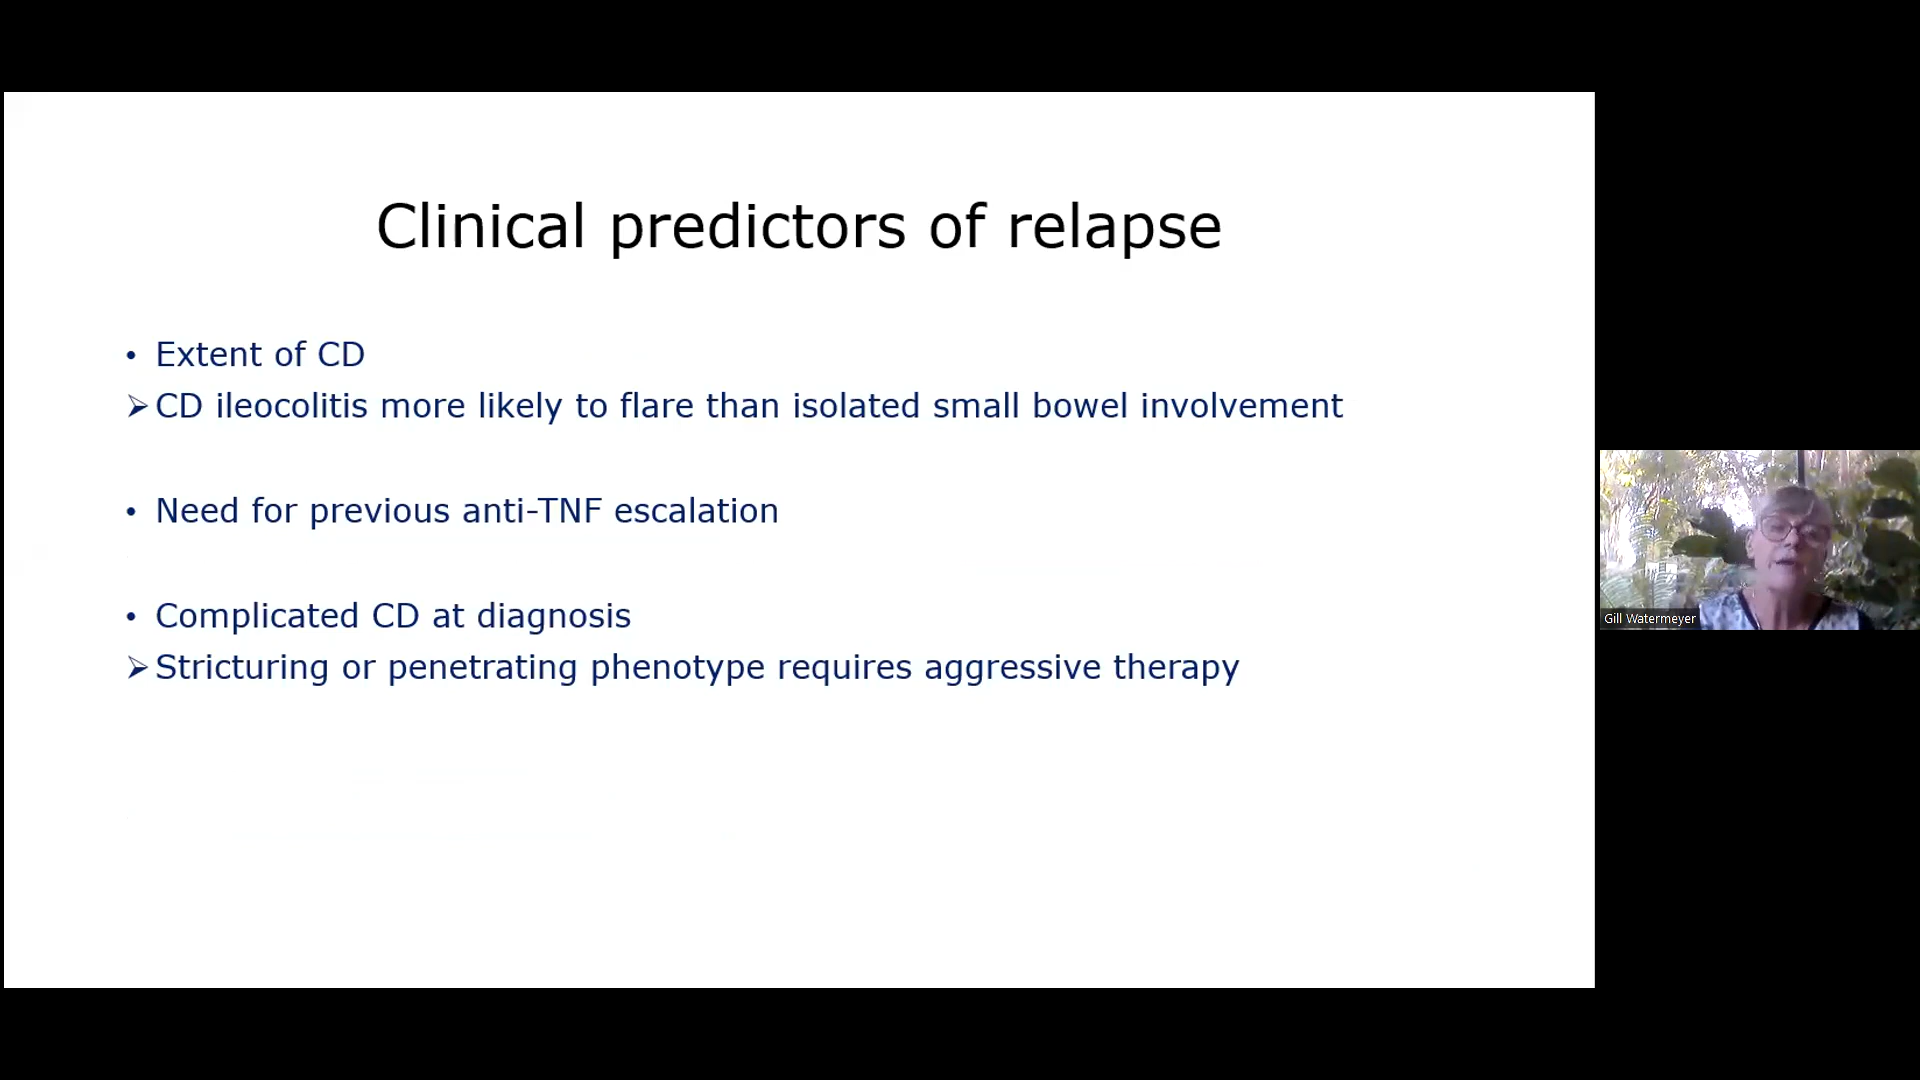 Clinical predictors of relapse
• Extent of CD
➢ CD ileocolitis more likely to flare than isolated small bowel involvement
• Need for previous anti-TNF escalation
• Complicated CD at diagnosis
➢ Stricturing or penetrating phenotype requires aggressive therapy
Gill Watermeyer